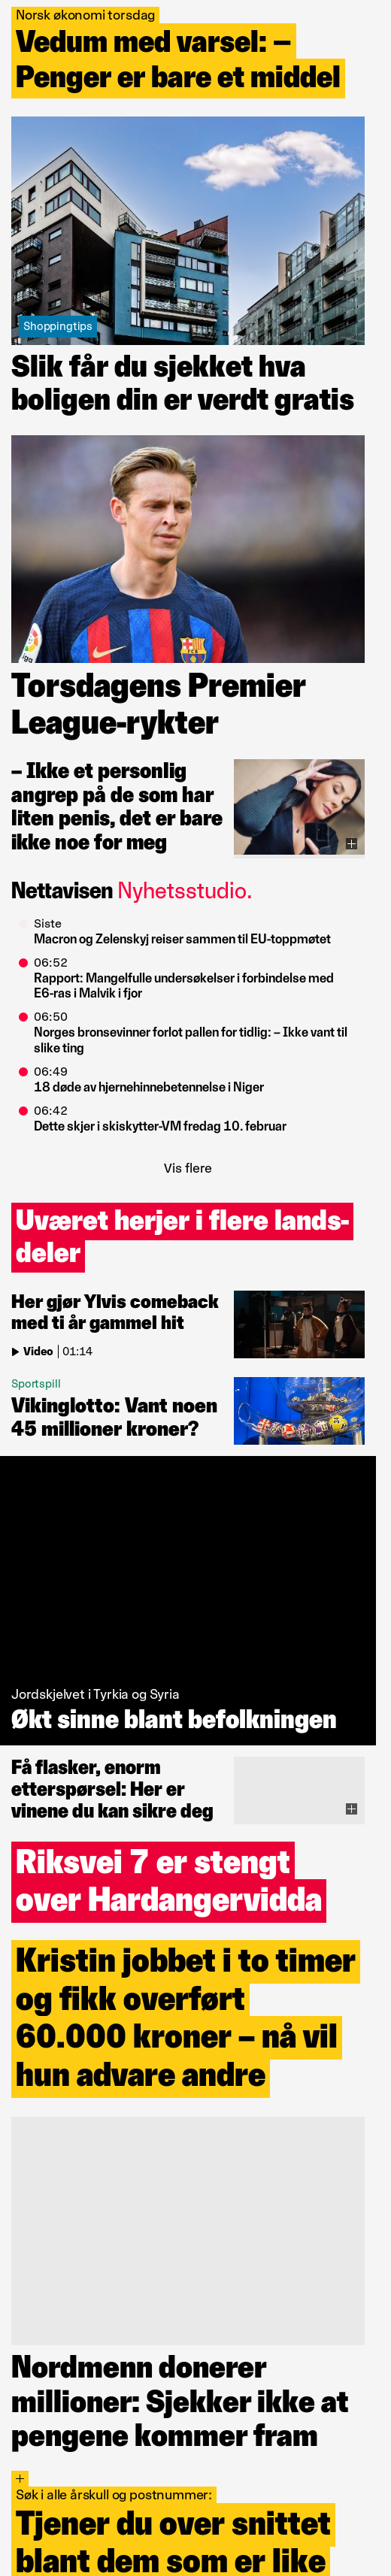 Norsk økonomi torsdag
Vedum med varsel: –
Penger er bare et middel
Shoppingtips
Slik får du sjekket hva
boligen din er verdt gratis
Torsdagens Premier
League-rykter
– Ikke et personlig
angrep på de som har
liten penis, det er bare
ikke noe for meg
Nettavisen Nyhetsstudio.
Siste
Macron og Zelenskyj reiser sammen til EU-toppmøtet
06:52
Rapport: Mangelfulle undersøkelser i forbindelse med
E6-ras i Malvik i fjor
06:50
Norges bronsevinner forlot pallen for tidlig: – Ikke vant til
slike ting
06:49
18 døde av hjernehinnebetennelse i Niger
06:42
Dette skjer i skiskytter-VM fredag 10. februar
Vis flere
Uværet herjer i flere lands-
deler
Her gjør Ylvis comeback
med ti år gammel hit
Video | 01:14
Sportspill
Vikinglotto: Vant noen
45 millioner kroner?
Jordskjelvet i Tyrkia og Syria
Økt sinne blant befolkningen
Få flasker, enorm
etterspørsel: Her er
vinene du kan sikre deg
Riksvei 7 er stengt
over Hardangervidda
Kristin jobbet i to timer
og fikk overført
60.000 kroner – nå vil
hun advare andre
Nordmenn donerer
millioner: Sjekker ikke at
pengene kommer fram
+
Søk i alle årskull og postnummer:
Tjener du over snittet
blant dem som er like